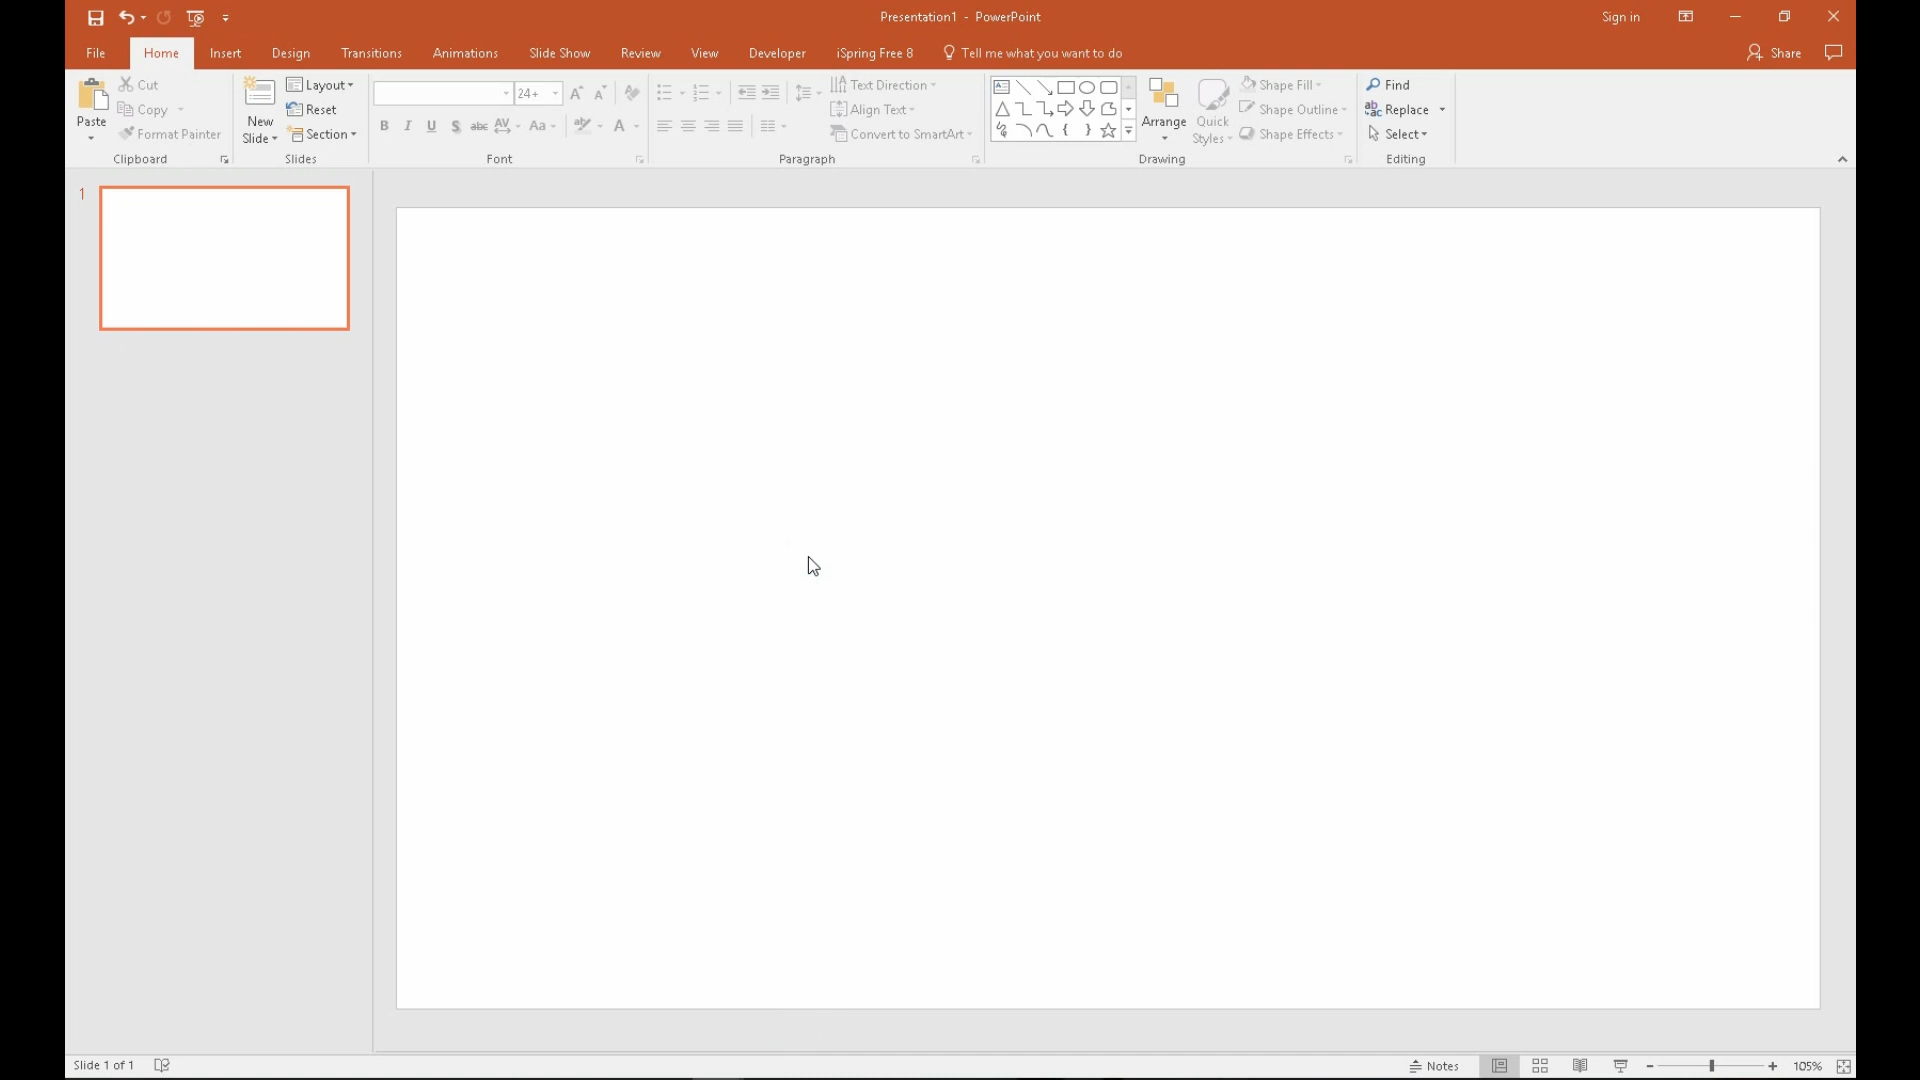 Presentation1 - PowerPoint
Sign in
File Home Insert Design Transitions Animations Slide Show Review View Developer iSpring Free 8 Tell me what you want to do Share
Paste
Cut
Copy
Format Painter
Clipboard
New
Slide
Layout
Reset
Section
Slides
24+
B I U S abc AV Aa A
Font
Text Direction
Align Text
Convert to SmartArt
Paragraph
Arrange
Quick
Styles
Shape Fill
Shape Outline
Shape Effects
Drawing
Find
Replace
Select
Editing
1
Slide 1 of 1
Notes
105%